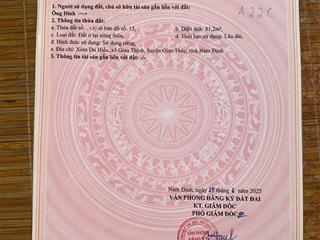 1. Người sử dụng đất, chủ sở hữu tài sản gắn liền với đất:
Ông Đinh
A 22 C
2. Thông tin thửa đất:
a. Thửa đất số: tờ bản đồ số: 15, b. Diện tích: 81,2m²,
c. Loại đất: Đất ở tại nông thôn, d. Thời hạn sử dụng: Lâu dài,
đ. Hình thức sử dụng: Sử dụng riêng,
e. Địa chỉ: Xóm Du Hiếu, xã Giao Thịnh, huyện Giao Thủy, tỉnh Nam Định.
3. Thông tin tài sản gắn liền với đất:
Nam Định, ngày tháng 6 năm 2025
VĂN PHÒNG ĐĂNG KÝ ĐẤT ĐAI
KT. GIÁM ĐỐC
PHÓ GIÁM ĐỐC